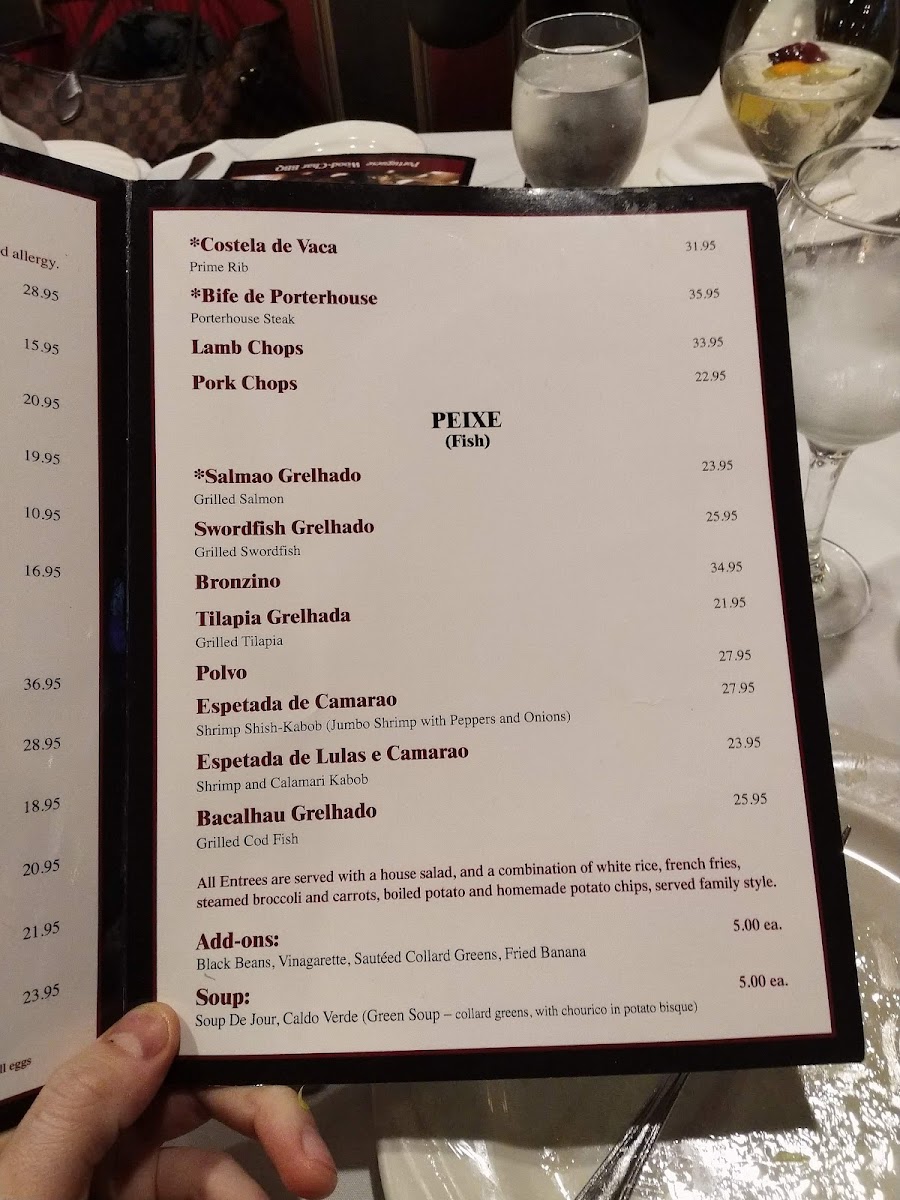 Portuguese Wood-Char BBQ
d allergy.
28.95
15.95
20.95
19.95
10.95
16.95
36.95
28.95
18.95
20.95
21.95
23.95
ll eggs
*Costela de Vaca 31.95
Prime Rib
*Bife de Porterhouse 35.95
Porterhouse Steak
Lamb Chops 33.95
Pork Chops 22.95
PEIXE
(Fish)
*Salmao Grelhado 23.95
Grilled Salmon
Swordfish Grelhado 25.95
Grilled Swordfish
Bronzino 34.95
Tilapia Grelhada 21.95
Grilled Tilapia
Polvo 27.95
Espetada de Camarao 27.95
Shrimp Shish-Kabob (Jumbo Shrimp with Peppers and Onions)
Espetada de Lulas e Camarao 23.95
Shrimp and Calamari Kabob
Bacalhau Grelhado 25.95
Grilled Cod Fish
All Entrees are served with a house salad, and a combination of white rice, french fries,
steamed broccoli and carrots, boiled potato and homemade potato chips, served family style.
Add-ons: 5.00 ea.
Black Beans, Vinagarette, Sautéed Collard Greens, Fried Banana
Soup: 5.00 ea.
Soup De Jour, Caldo Verde (Green Soup – collard greens, with chourico in potato bisque)